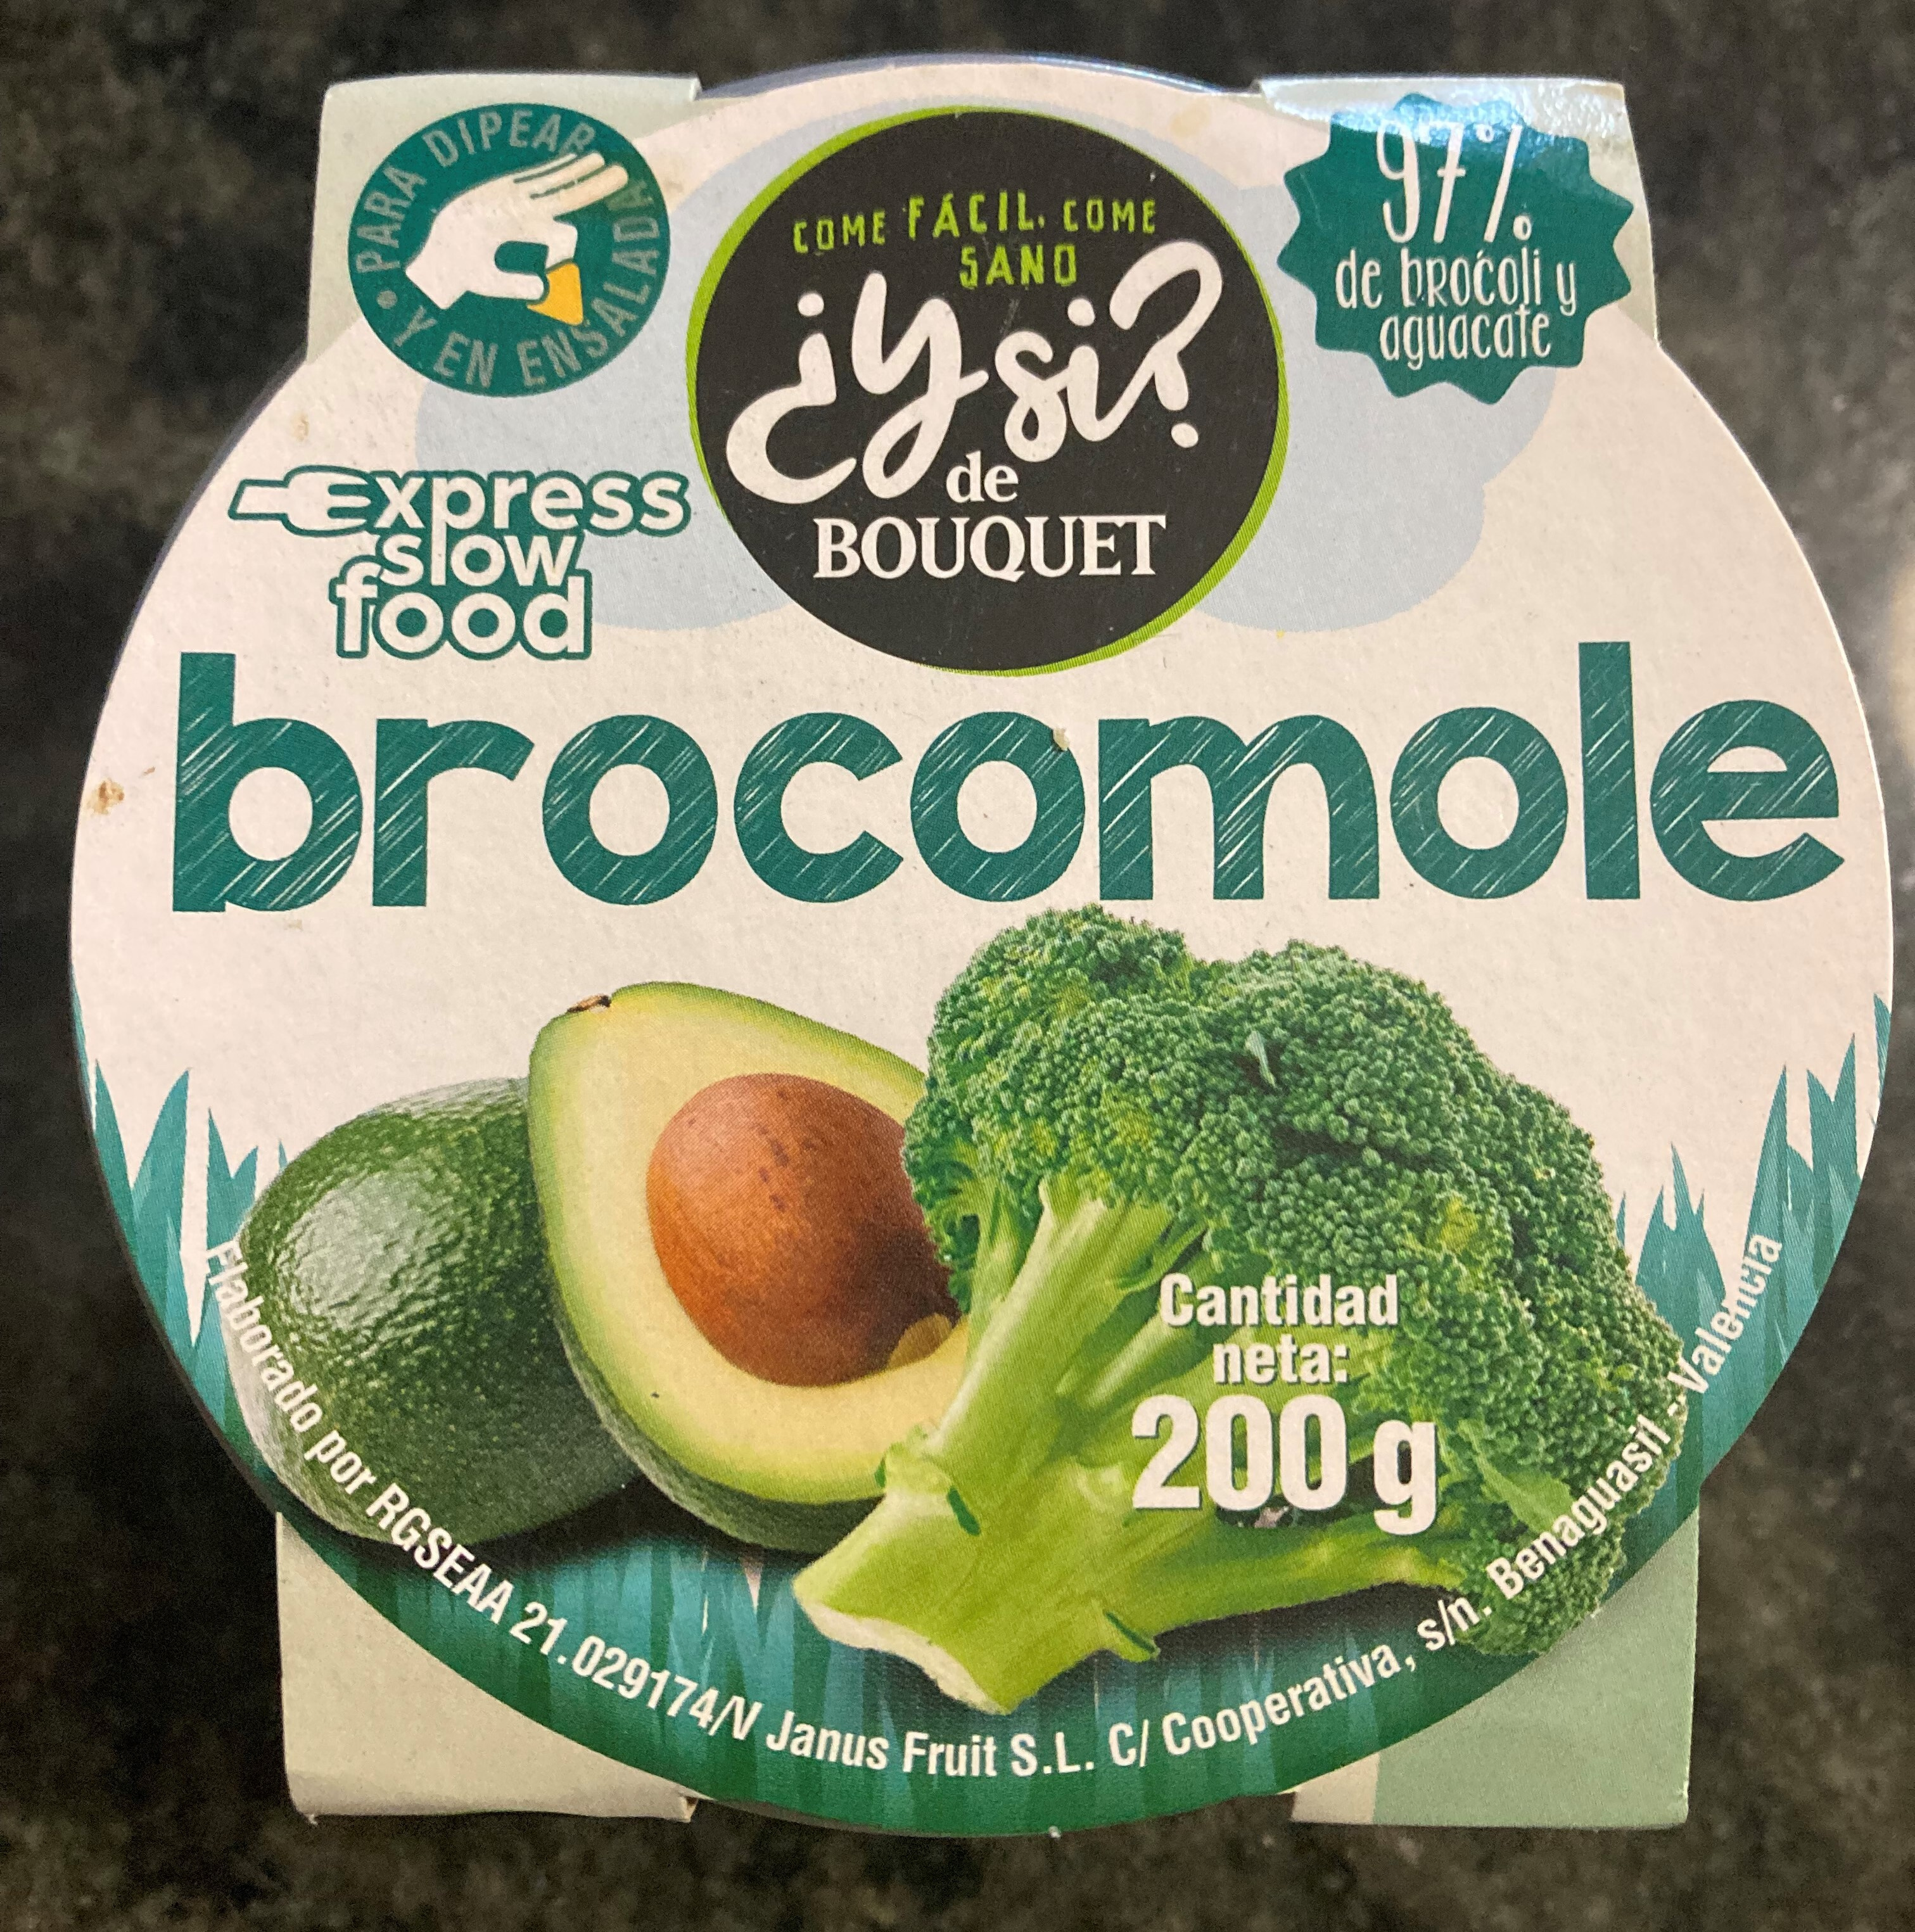 PARA DIPEAR
• Y EN ENSALADA
COME FÁCIL, COME
SANO
¿Y si?
de
BOUQUET
97%
de brócoli y
aguacate
express
slow
food
brocomole
Cantidad
neta:
200 g
Elaborado por RGSEAA 21.029174/V Janus Fruit S.L. C/ Cooperativa, s/n. Benaguasil - Valencia